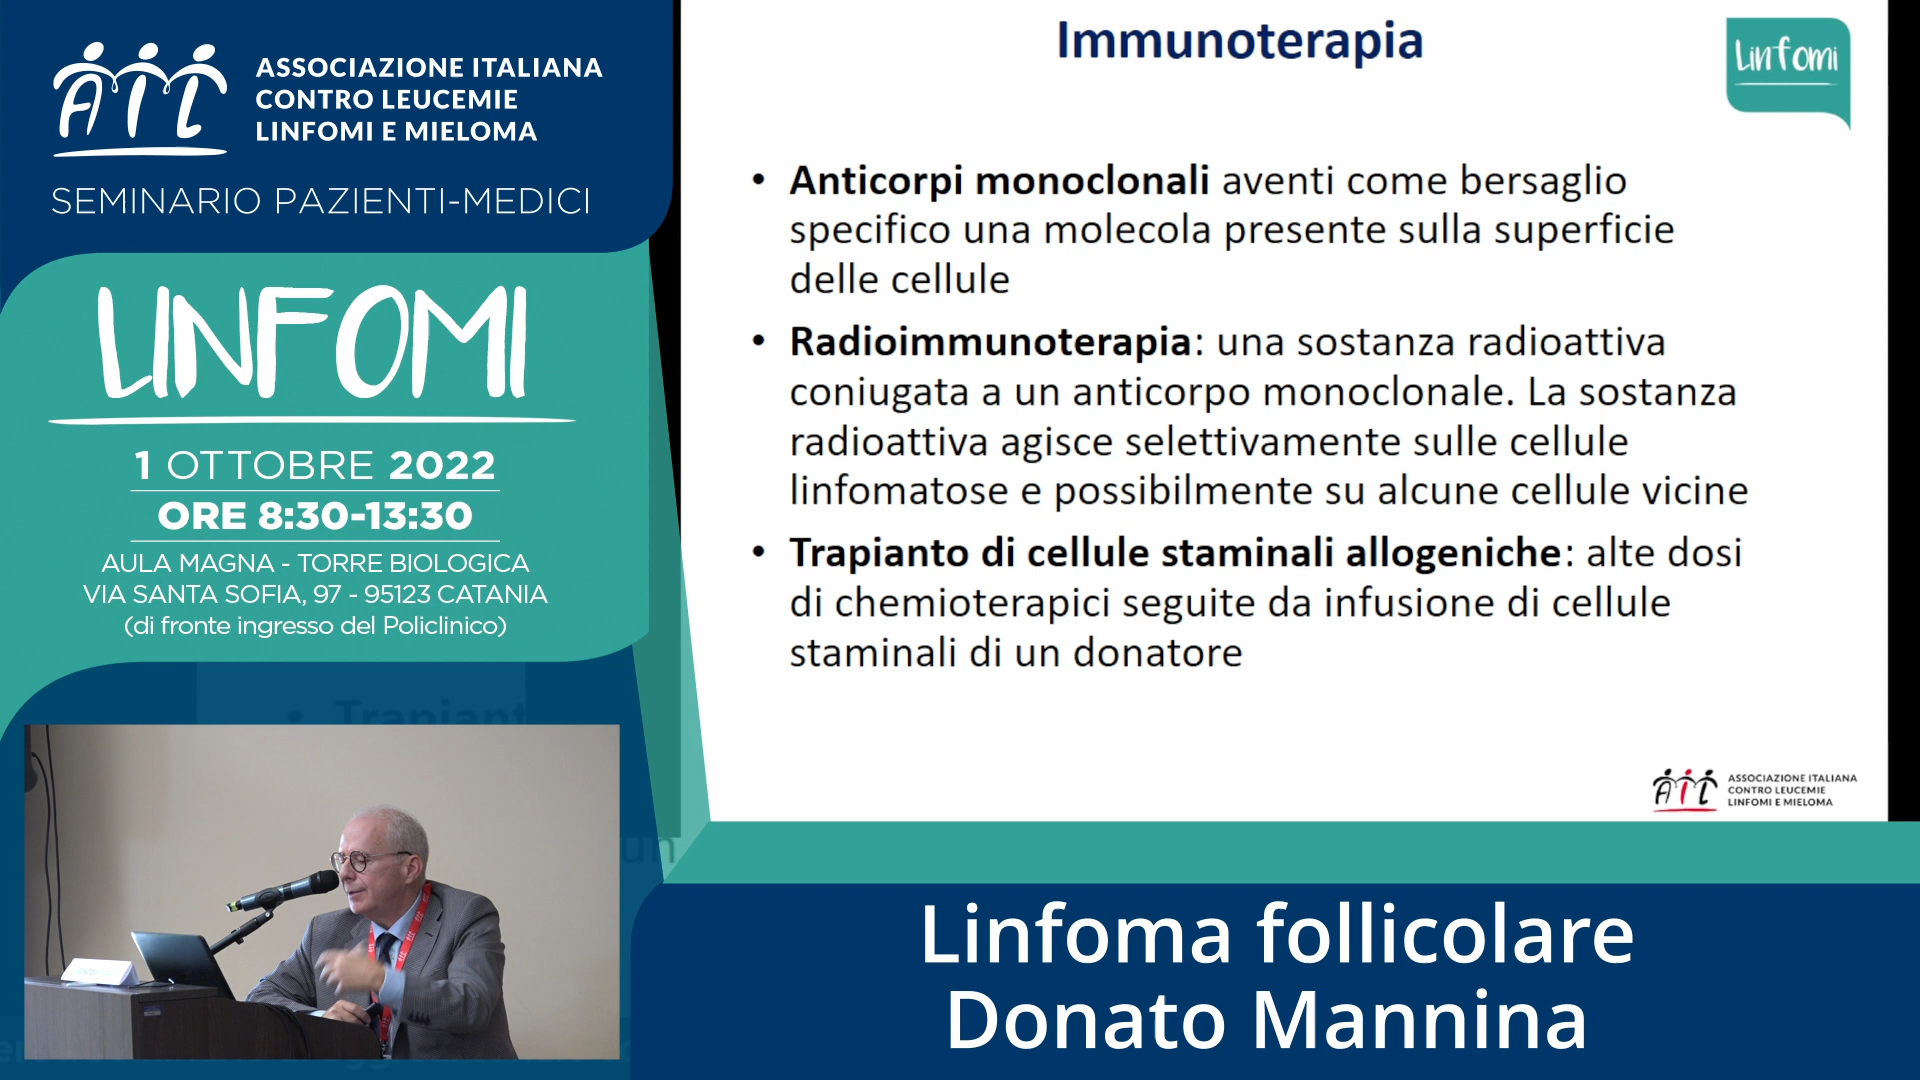 AIL
ASSOCIAZIONE ITALIANA
CONTRO LEUCEMIE
LINFOMI E MIELOMA
SEMINARIO PAZIENTI-MEDICI
LINFOMI
1 OTTOBRE 2022
ORE 8:30-13:30
AULA MAGNA - TORRE BIOLOGICA
VIA SANTA SOFIA, 97 - 95123 CATANIA
(di fronte ingresso del Policlinico)
Immunoterapia
Linfomi
• Anticorpi monoclonali aventi come bersaglio
specifico una molecola presente sulla superficie
delle cellule
• Radioimmunoterapia: una sostanza radioattiva
coniugata a un anticorpo monoclonale. La sostanza
radioattiva agisce selettivamente sulle cellule
linfomatose e possibilmente su alcune cellule vicine
• Trapianto di cellule staminali allogeniche: alte dosi
di chemioterapici seguite da infusione di cellule
staminali di un donatore
AIL
ASSOCIAZIONE ITALIANA
CONTRO LEUCEMIE
LINFOMI E MIELOMA
Linfoma follicolare
Donato Mannina